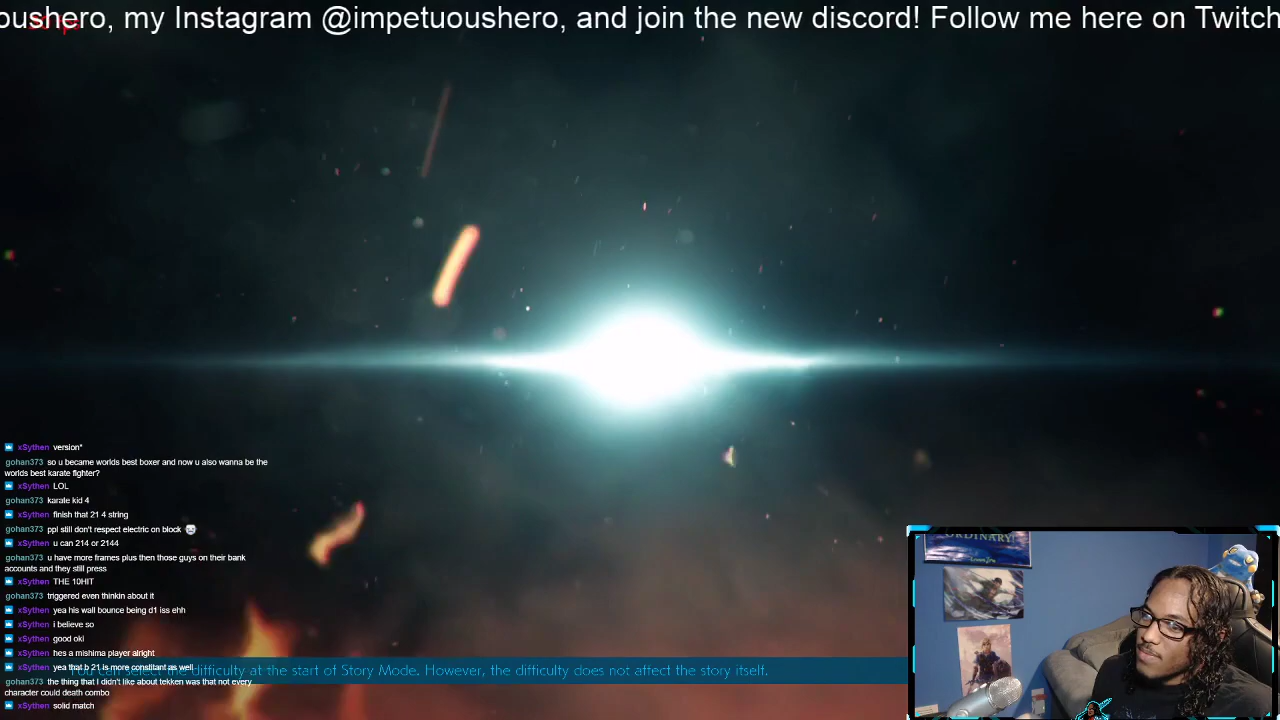 oushero, my Instagram @impetuoushero, and join the new discord! Follow me here on Twitch
xSythen version*
gohan373 so u became worlds best boxer and now u also wanna be the
worlds best karate fighter?
xSythen LOL
gohan373 karate kid 4
xSythen finish that 21 4 string
gohan373 ppl still don't respect electric on block
xSythen u can 214 or 2144
gohan373 u have more frames plus then those guys on their bank
accounts and they still press
xSythen THE 10HIT
gohan373 triggered even thinkin about it
xSythen yea his wall bounce being d1 iss ehh
xSythen i believe so
xSythen good oki
xSythen hes a mishima player alright
xSythen yea that b 21 is more consitant as well
You can select the difficulty at the start of Story Mode. However, the difficulty does not affect the story itself.
gohan373 the thing that I didn't like about tekken was that not every
character could death combo
xSythen solid match
ORDINARY!